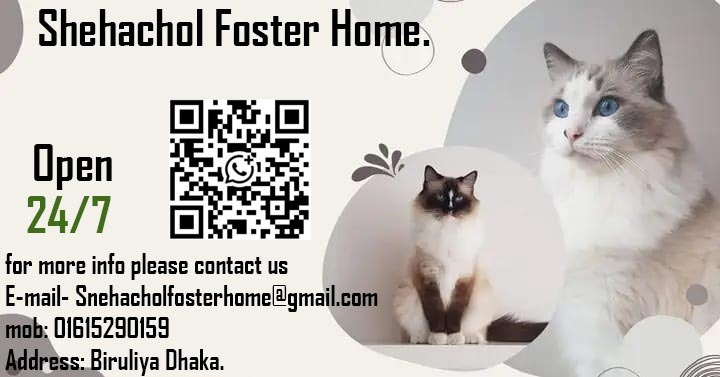 Shehachol Foster Home.
Open
24/7
for more info please contact us
E-mail- Snehacholfosterhome@gmail.com
mob: 01615290159
Address: Biruliya Dhaka.